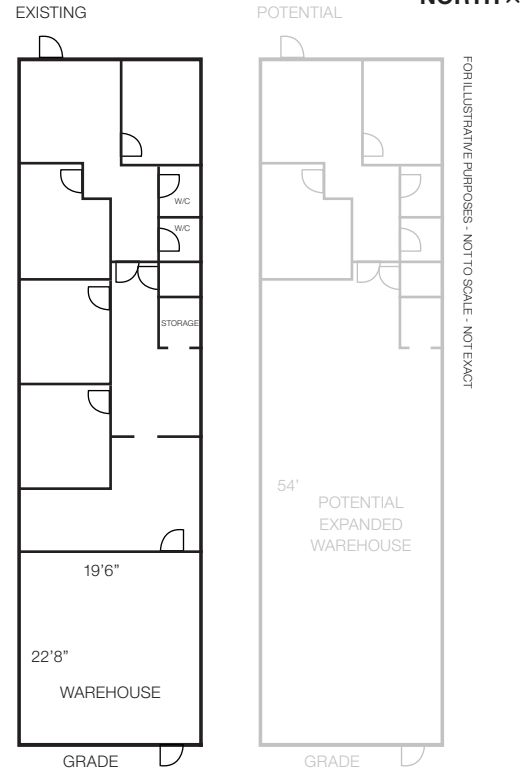 EXISTING
POTENTIAL
NORTH
FOR ILLUSTRATIVE PURPOSES - NOT TO SCALE - NOT EXACT
W/C
W/C
STORAGE
19'6”
22'8”
WAREHOUSE
GRADE
54'
POTENTIAL
EXPANDED
WAREHOUSE
GRADE